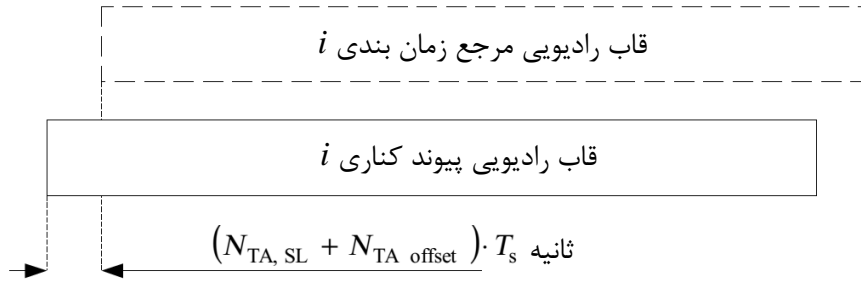 قاب رادیویی مرجع زمان بندی i
قاب رادیویی پیوند کناری i
(N_TA, SL + N_TA offset) · T_s ثانیه